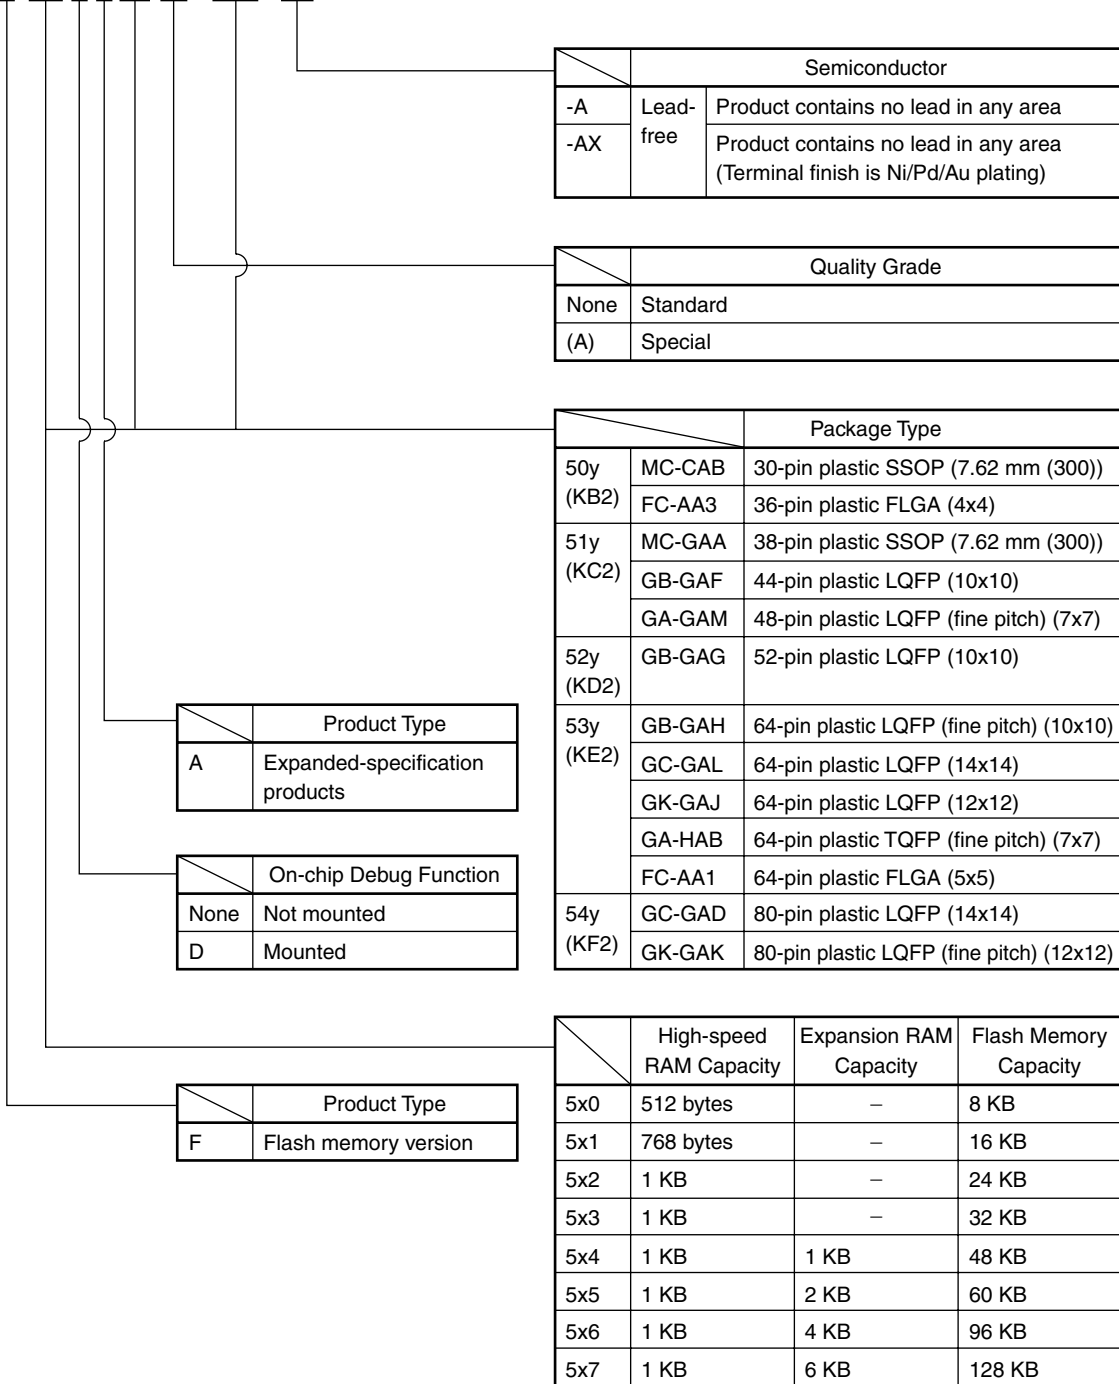 Semiconductor
-A Lead-free Product contains no lead in any area
-AX Product contains no lead in any area
(Terminal finish is Ni/Pd/Au plating)
Quality Grade
None Standard
(A) Special
Package Type
50y (KB2) MC-CAB 30-pin plastic SSOP (7.62 mm (300))
FC-AA3 36-pin plastic FLGA (4x4)
51y (KC2) MC-GAA 38-pin plastic SSOP (7.62 mm (300))
GB-GAF 44-pin plastic LQFP (10x10)
GA-GAM 48-pin plastic LQFP (fine pitch) (7x7)
52y (KD2) GB-GAG 52-pin plastic LQFP (10x10)
53y (KE2) GB-GAH 64-pin plastic LQFP (fine pitch) (10x10)
GC-GAL 64-pin plastic LQFP (14x14)
GK-GAJ 64-pin plastic LQFP (12x12)
GA-HAB 64-pin plastic TQFP (fine pitch) (7x7)
FC-AA1 64-pin plastic FLGA (5x5)
54y (KF2) GC-GAD 80-pin plastic LQFP (14x14)
GK-GAK 80-pin plastic LQFP (fine pitch) (12x12)
Product Type
A Expanded-specification
products
On-chip Debug Function
None Not mounted
D Mounted
High-speed RAM Capacity Expansion RAM Capacity Flash Memory Capacity
5x0 512 bytes – 8 KB
5x1 768 bytes – 16 KB
5x2 1 KB – 24 KB
5x3 1 KB – 32 KB
5x4 1 KB 1 KB 48 KB
5x5 1 KB 2 KB 60 KB
5x6 1 KB 4 KB 96 KB
5x7 1 KB 6 KB 128 KB
Product Type
F Flash memory version